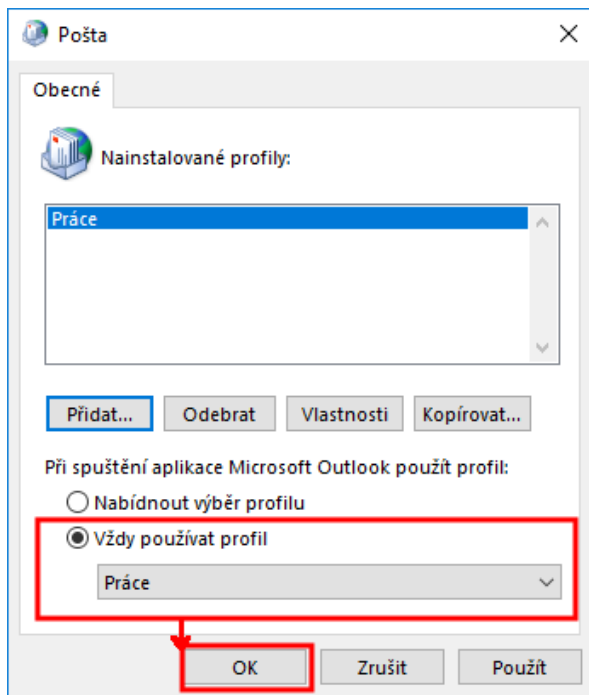 Pošta
Obecné
Nainstalované profily:
Práce
Přidat... Odebrat Vlastnosti Kopírovat...
Při spuštění aplikace Microsoft Outlook použít profil:
Nabídnout výběr profilu
Vždy používat profil
Práce
OK Zrušit Použít